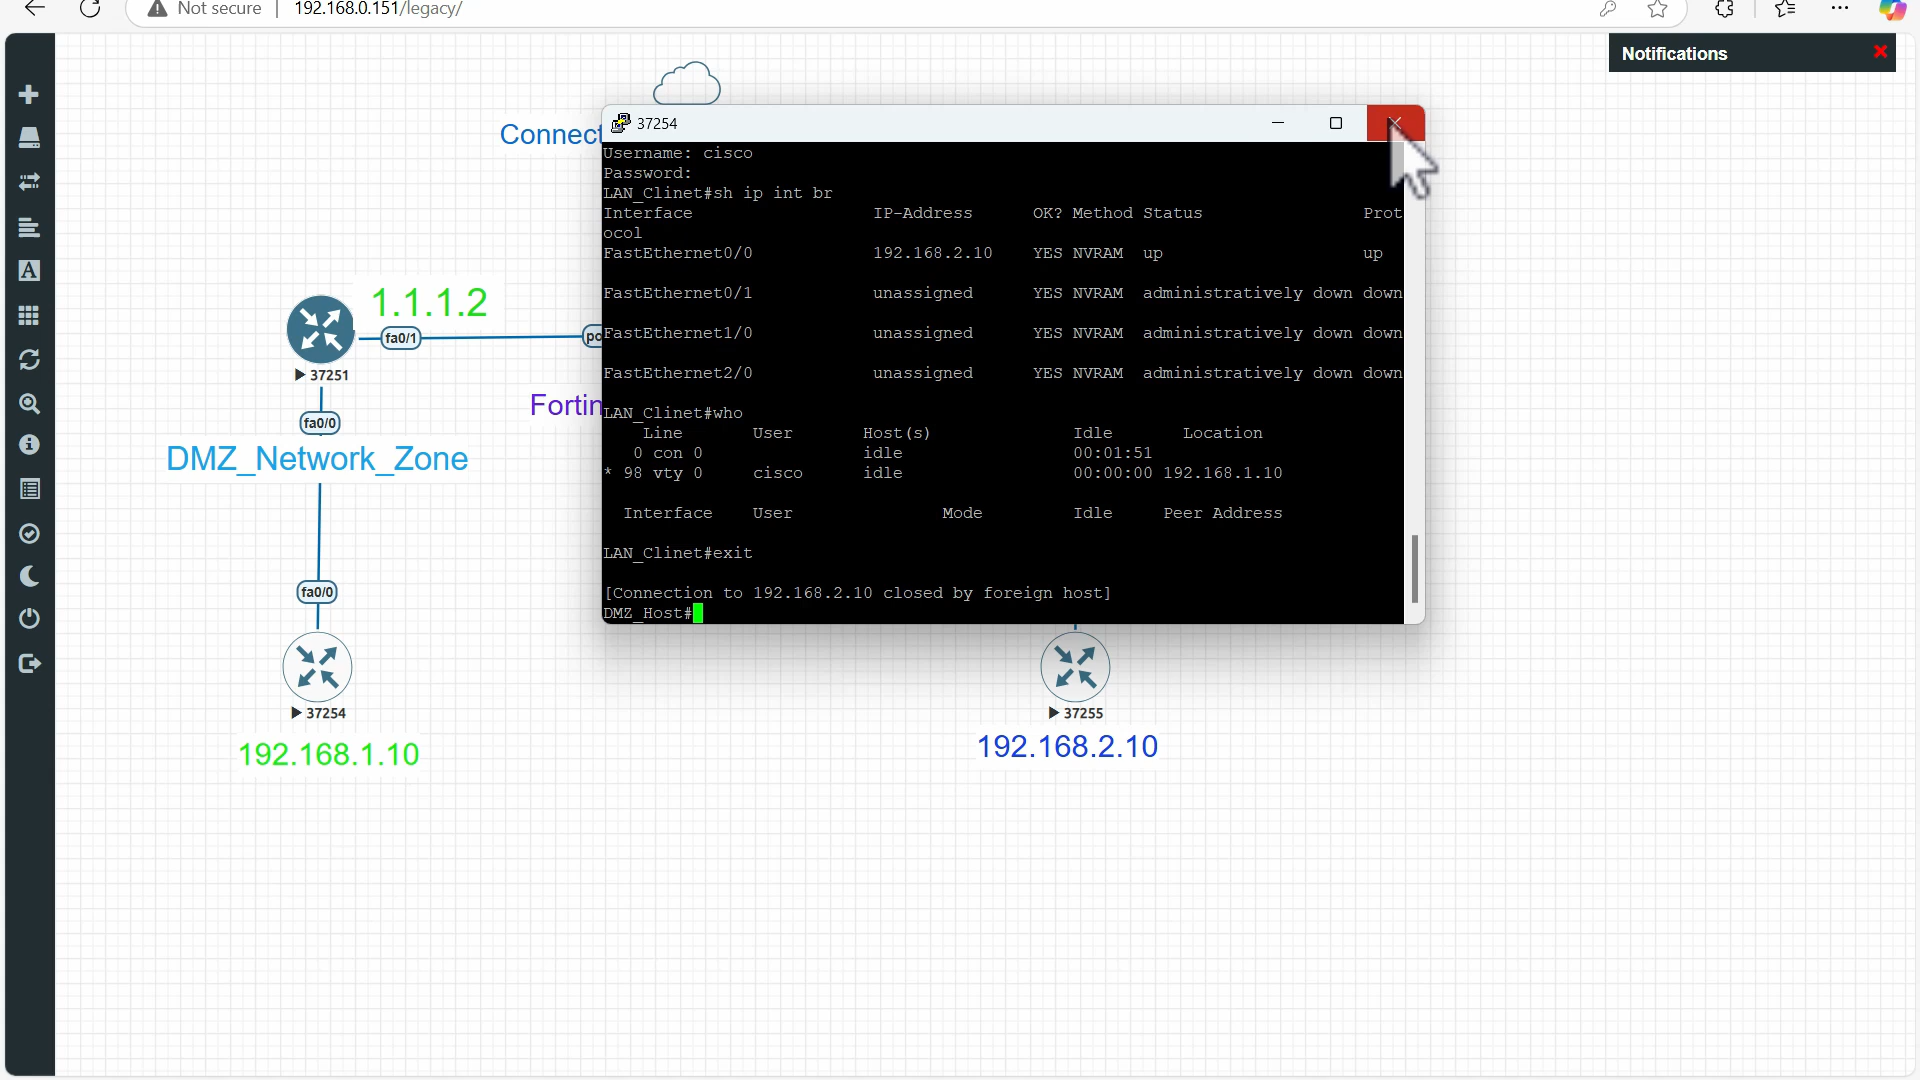 Not secure
192.168.0.151/legacy/
Notifications
Connect
1.1.1.2
fa0/1
po
37251
Fortin
fa0/0
DMZ_Network_Zone
fa0/0
37254
192.168.1.10
37255
192.168.2.10
37254
Username: cisco
Password:
LAN_Clinet#sh ip int br
Interface IP-Address OK? Method Status Prot
ocol
FastEthernet0/0 192.168.2.10 YES NVRAM up up
FastEthernet0/1 unassigned YES NVRAM administratively down down
FastEthernet1/0 unassigned YES NVRAM administratively down down
FastEthernet2/0 unassigned YES NVRAM administratively down down
LAN_Clinet#who
Line User Host(s) Idle Location
0 con 0 idle 00:01:51
* 98 vty 0 cisco idle 00:00:00 192.168.1.10
Interface User Mode Idle Peer Address
LAN_Clinet#exit
[Connection to 192.168.2.10 closed by foreign host]
DMZ_Host#